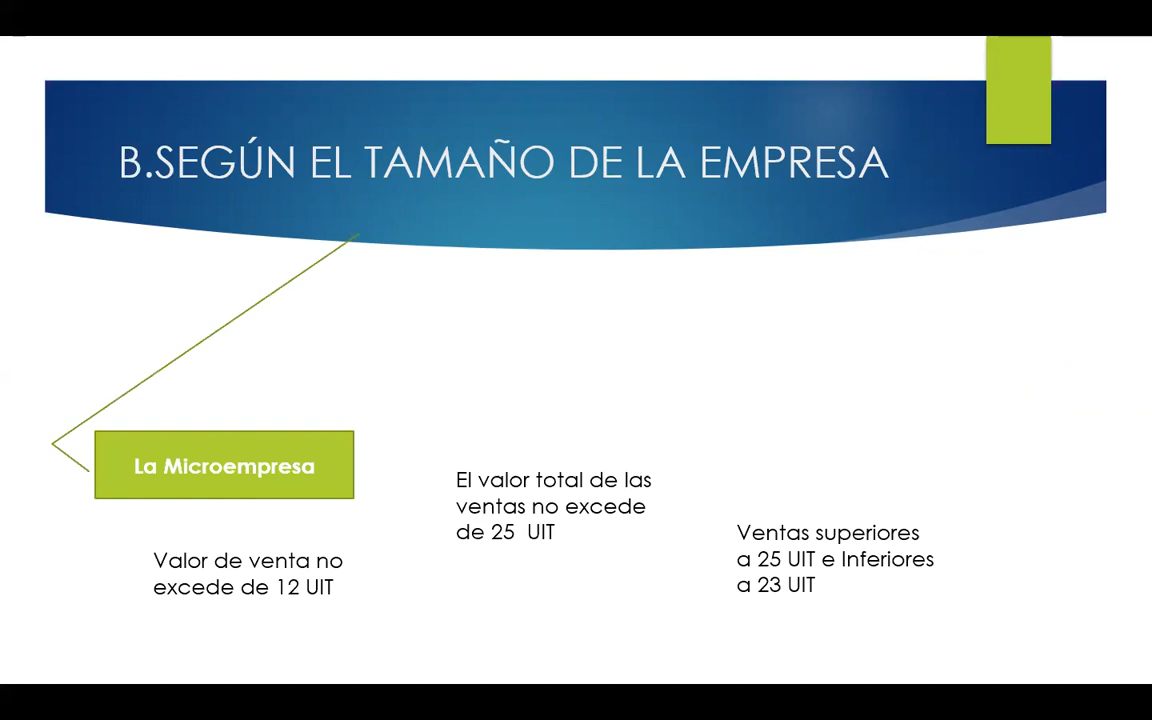 B.SEGÚN EL TAMAÑO DE LA EMPRESA
La Microempresa
Valor de venta no
excede de 12 UIT
El valor total de las
ventas no excede
de 25 UIT
Ventas superiores
a 25 UIT e Inferiores
a 23 UIT